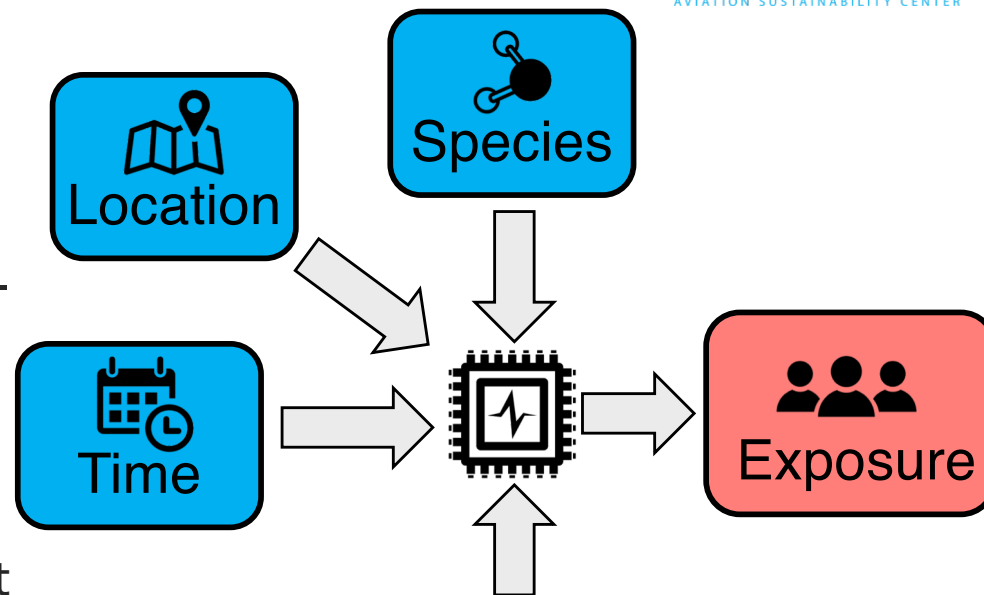 AVIATION SUSTAINABILITY CENTER
Species
Location
Time
Exposure
t